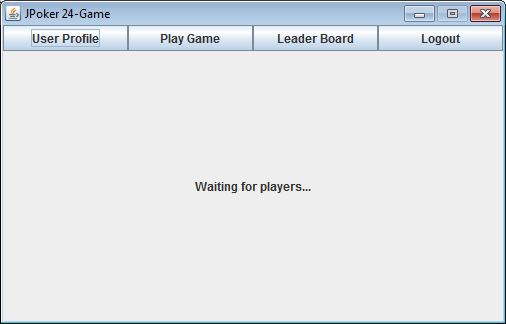 JPoker 24-Game
User Profile Play Game Leader Board Logout
Waiting for players...